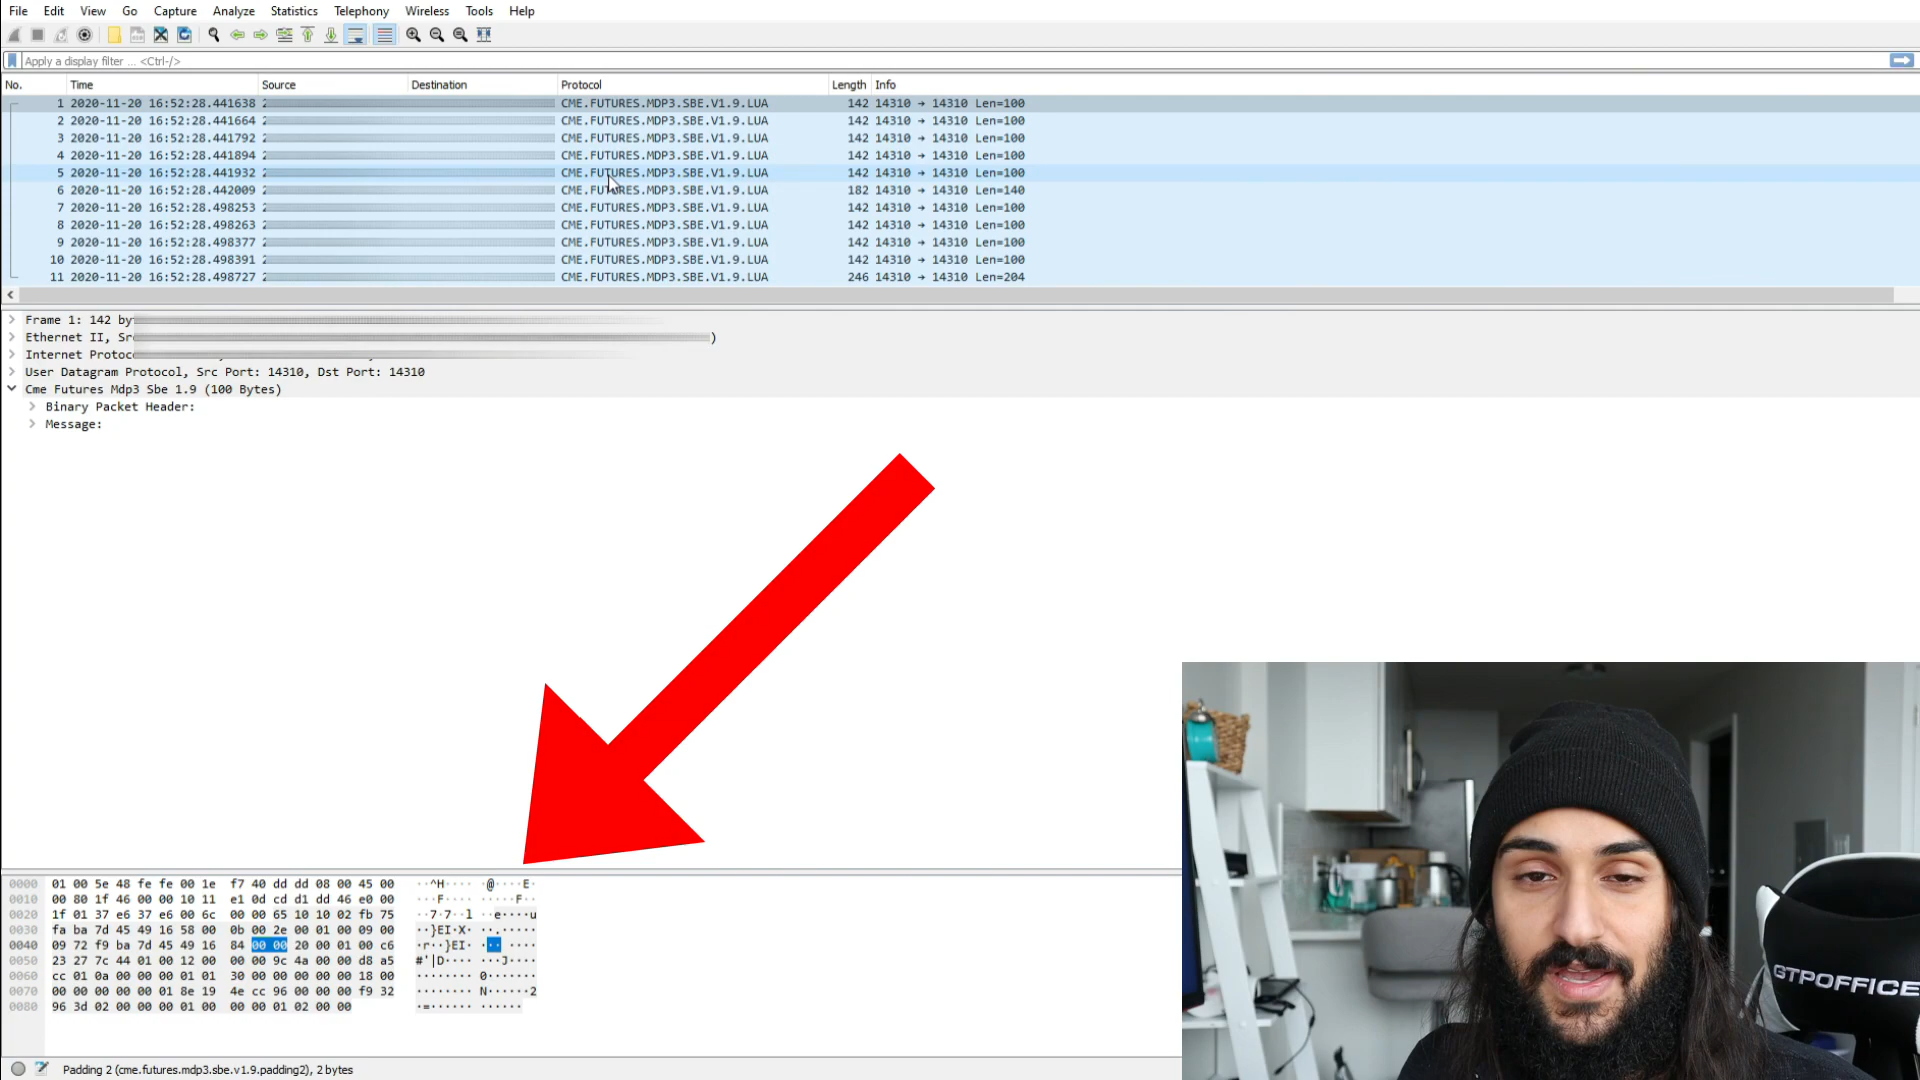 File Edit View Go Capture Analyze Statistics Telephony Wireless Tools Help
Apply a display filter ... <Ctrl-/>
No. Time Source Destination Protocol Length Info
1 2020-11-20 16:52:28.441638 CME.FUTURES.MDP3.SBE.V1.9.LUA 142 14310 → 14310 Len=100
2 2020-11-20 16:52:28.441664 CME.FUTURES.MDP3.SBE.V1.9.LUA 142 14310 → 14310 Len=100
3 2020-11-20 16:52:28.441792 CME.FUTURES.MDP3.SBE.V1.9.LUA 142 14310 → 14310 Len=100
4 2020-11-20 16:52:28.441894 CME.FUTURES.MDP3.SBE.V1.9.LUA 142 14310 → 14310 Len=100
5 2020-11-20 16:52:28.441932 CME.FUTURES.MDP3.SBE.V1.9.LUA 142 14310 → 14310 Len=100
6 2020-11-20 16:52:28.442009 CME.FUTURES.MDP3.SBE.V1.9.LUA 182 14310 → 14310 Len=140
7 2020-11-20 16:52:28.498253 CME.FUTURES.MDP3.SBE.V1.9.LUA 142 14310 → 14310 Len=100
8 2020-11-20 16:52:28.498263 CME.FUTURES.MDP3.SBE.V1.9.LUA 142 14310 → 14310 Len=100
9 2020-11-20 16:52:28.498377 CME.FUTURES.MDP3.SBE.V1.9.LUA 142 14310 → 14310 Len=100
10 2020-11-20 16:52:28.498391 CME.FUTURES.MDP3.SBE.V1.9.LUA 142 14310 → 14310 Len=100
11 2020-11-20 16:52:28.498727 CME.FUTURES.MDP3.SBE.V1.9.LUA 246 14310 → 14310 Len=204
Frame 1: 142
Ethernet II,
Internet
User Datagram Protocol, Src Port: 14310, Dst Port: 14310
Cme Futures Mdp3 Sbe 1.9 (100 Bytes)
Binary Packet Header:
Message:
0000 01 00 5e 48 fe fe 00 1e f7 40 dd dd 08 00 45 00 ··^H···· ·@····E·
0010 00 80 1f 46 00 00 10 11 e1 0d cd d1 dd 46 e0 00 ···F···· ·····F··
0020 1f 01 37 e6 37 e6 00 6c 00 00 65 10 10 02 fb 75 ··7·7··l ··e····u
0030 fa ba 7d 45 49 16 58 00 0b 00 2e 00 01 00 09 00 ··}EI·X· ··.·····
0040 09 72 f9 ba 7d 45 49 16 84 00 00 20 00 01 00 c6 ·r··}EI· ··· ····
0050 23 27 7c 44 01 00 12 00 00 00 9c 4a 00 00 d8 a5 #'|D···· ···J····
0060 cc 01 0a 00 00 00 01 01 30 00 00 00 00 00 18 00 ········ 0·······
0070 00 00 00 00 00 01 8e 19 4e cc 96 00 00 00 f9 32 ········ N······2
0080 96 3d 02 00 00 00 01 00 00 00 01 02 00 00 ·=······ ······
Padding 2 (cme.futures.mdp3.sbe.v1.9.padding2), 2 bytes
GTPOFFICE